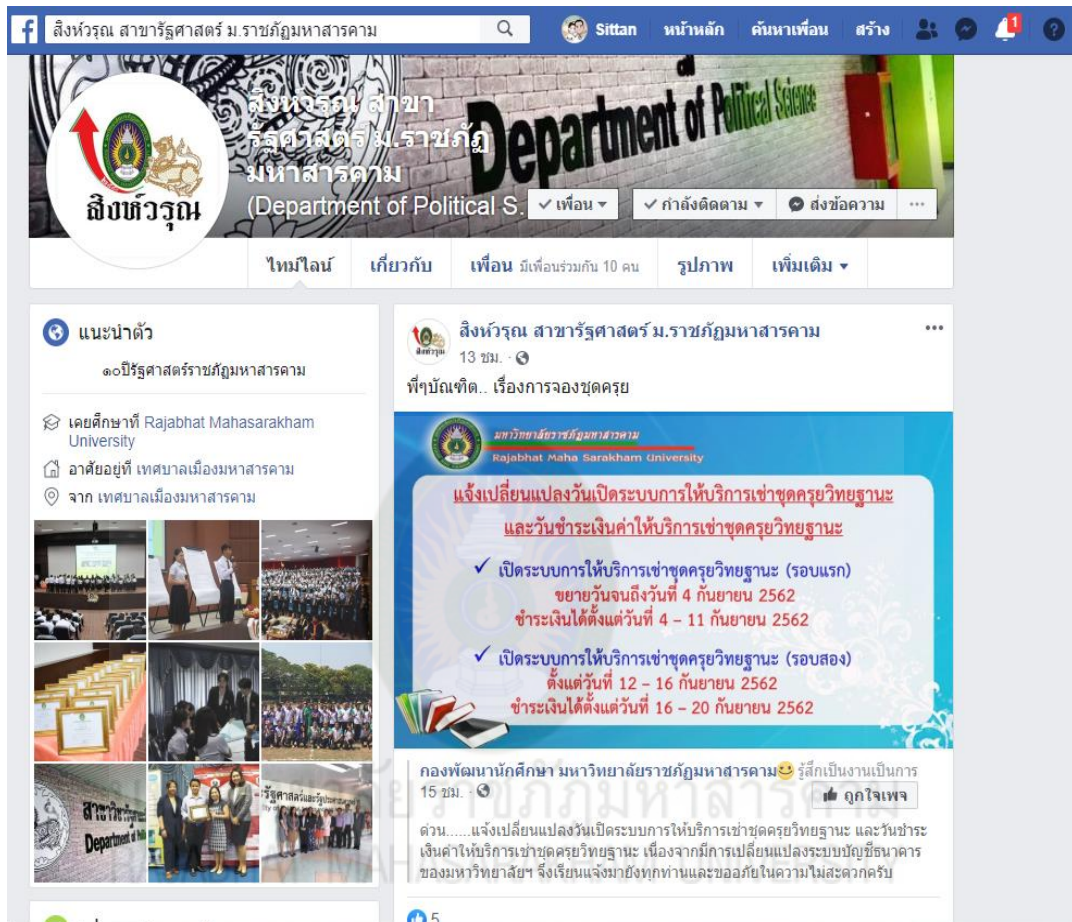 สิงห์วรุณ สาขารัฐศาสตร์ ม.ราชภัฏมหาสารคาม
Sittan
หน้าหลัก
ค้นหาเพื่อน
สร้าง
1
Department of Political Science
สิงห์วรุณ
สิงห์วรุณ สาขา
รัฐศาสตร์ ม.ราชภัฏ
มหาสารคาม
(Department of Political S.
เพื่อน
กำลังติดตาม
ส่งข้อความ
ไทม์ไลน์
เกี่ยวกับ
เพื่อน มีเพื่อนร่วมกัน 10 คน
รูปภาพ
เพิ่มเติม
แนะนำตัว
๑๐ปีรัฐศาสตร์ราชภัฏมหาสารคาม
เคยศึกษาที่ Rajabhat Mahasarakham
University
อาศัยอยู่ที่ เทศบาลเมืองมหาสารคาม
จาก เทศบาลเมืองมหาสารคาม
สิงห์วรุณ สาขารัฐศาสตร์ ม.ราชภัฏมหาสารคาม
13 ชม.
พี่ๆบัณฑิต.. เรื่องการจองชุดครุย
มหาวิทยาลัยราชภัฏมหาสารคาม
Rajabhat Maha Sarakham University
แจ้งเปลี่ยนแปลงวันเปิดระบบการให้บริการเช่าชุดครุยวิทยฐานะ
และวันชำระเงินค่าให้บริการเช่าชุดครุยวิทยฐานะ
✓ เปิดระบบการให้บริการเช่าชุดครุยวิทยฐานะ (รอบแรก)
ขยายวันจนถึงวันที่ 4 กันยายน 2562
ชำระเงินได้ตั้งแต่วันที่ 4 – 11 กันยายน 2562
✓ เปิดระบบการให้บริการเช่าชุดครุยวิทยฐานะ (รอบสอง)
ตั้งแต่วันที่ 12 – 16 กันยายน 2562
ชำระเงินได้ตั้งแต่วันที่ 16 – 20 กันยายน 2562
กองพัฒนานักศึกษา มหาวิทยาลัยราชภัฏมหาสารคาม รู้สึกเป็นงานเป็นการ
15 ชม.
ถูกใจเพจ
ด่วน......แจ้งเปลี่ยนแปลงวันเปิดระบบการให้บริการเช่าชุดครุยวิทยฐานะ และวันชำระ
เงินค่าให้บริการเช่าชุดครุยวิทยฐานะ เนื่องจากมีการเปลี่ยนแปลงระบบบัญชีธนาคาร
ของมหาวิทยาลัยฯ จึงเรียนแจ้งมายังทุกท่านและขออภัยในความไม่สะดวกครับ
5